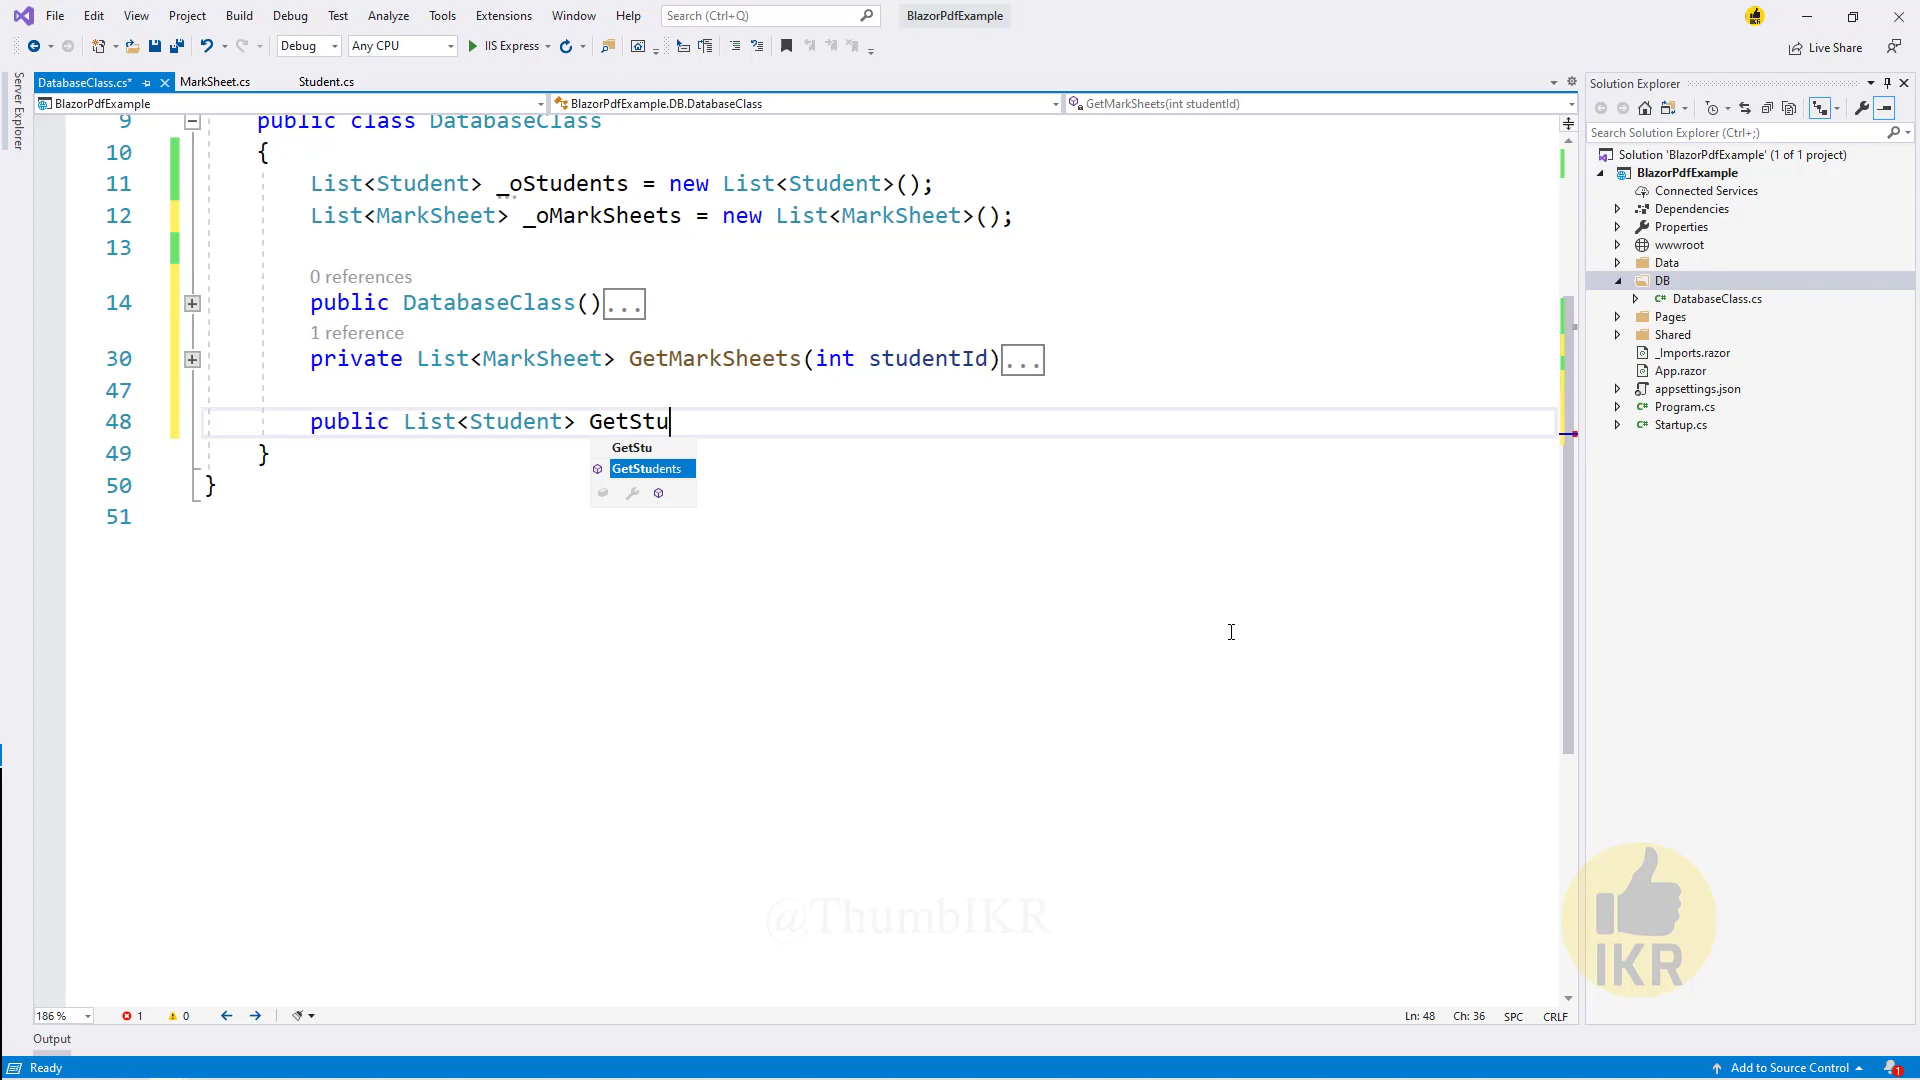 File Edit View Project Build Debug Test Analyze Tools Extensions Window Help Search (Ctrl+Q) BlazorPdfExample
Debug Any CPU IIS Express Live Share
DatabaseClass.cs* MarkSheet.cs Student.cs
BlazorPdfExample BlazorPdfExample.DB.DatabaseClass GetMarkSheets(int studentId)
9 public class DatabaseClass
10 {
11 List<Student> _oStudents = new List<Student>();
12 List<MarkSheet> _oMarkSheets = new List<MarkSheet>();
13
0 references
14 public DatabaseClass()...
1 reference
30 private List<MarkSheet> GetMarkSheets(int studentId)...
47
48 public List<Student> GetStu
GetStu
GetStudents
49 }
50 }
51
Server Explorer
Solution Explorer
Search Solution Explorer (Ctrl+;)
Solution 'BlazorPdfExample' (1 of 1 project)
BlazorPdfExample
Connected Services
Dependencies
Properties
wwwroot
Data
DB
DatabaseClass.cs
Pages
Shared
_Imports.razor
App.razor
appsettings.json
Program.cs
Startup.cs
@ThumbIKR
IKR
186 % 1 0 Ln: 48 Ch: 36 SPC CRLF
Output
Ready Add to Source Control 1